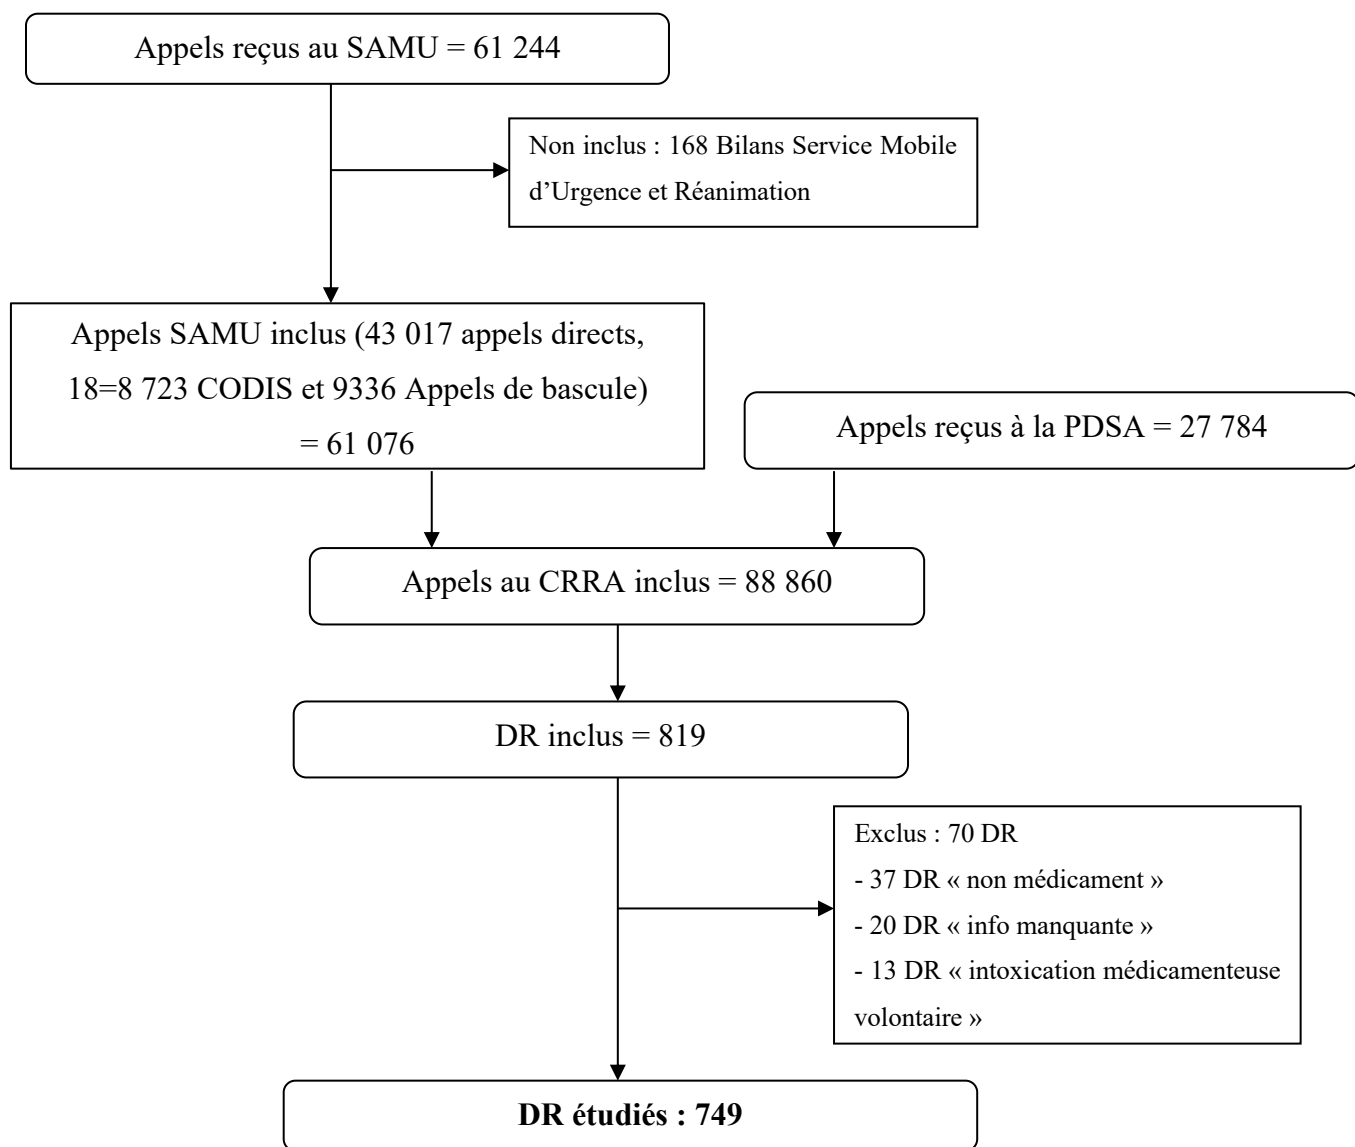 Appels reçus au SAMU = 61 244
Non inclus : 168 Bilans Service Mobile
d’Urgence et Réanimation
Appels SAMU inclus (43 017 appels directs,
18=8 723 CODIS et 9336 Appels de bascule)
= 61 076
Appels reçus à la PDSA = 27 784
Appels au CRRA inclus = 88 860
DR inclus = 819
Exclus : 70 DR
- 37 DR « non médicament »
- 20 DR « info manquante »
- 13 DR « intoxication médicamenteuse
volontaire »
DR étudiés : 749